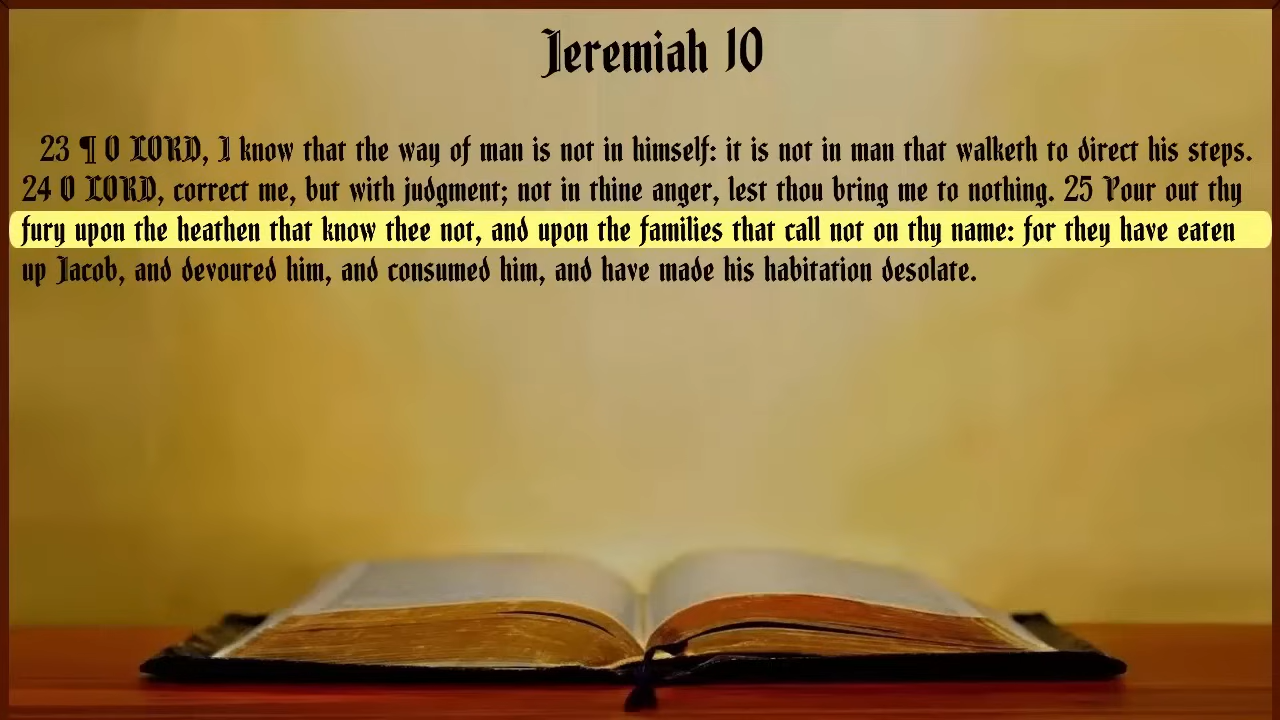 Jeremiah 10
23 ¶ O LORD, I know that the way of man is not in himself: it is not in man that walketh to direct his steps.
24 O LORD, correct me, but with judgment; not in thine anger, lest thou bring me to nothing. 25 Pour out thy
fury upon the heathen that know thee not, and upon the families that call not on thy name: for they have eaten
up Jacob, and devoured him, and consumed him, and have made his habitation desolate.